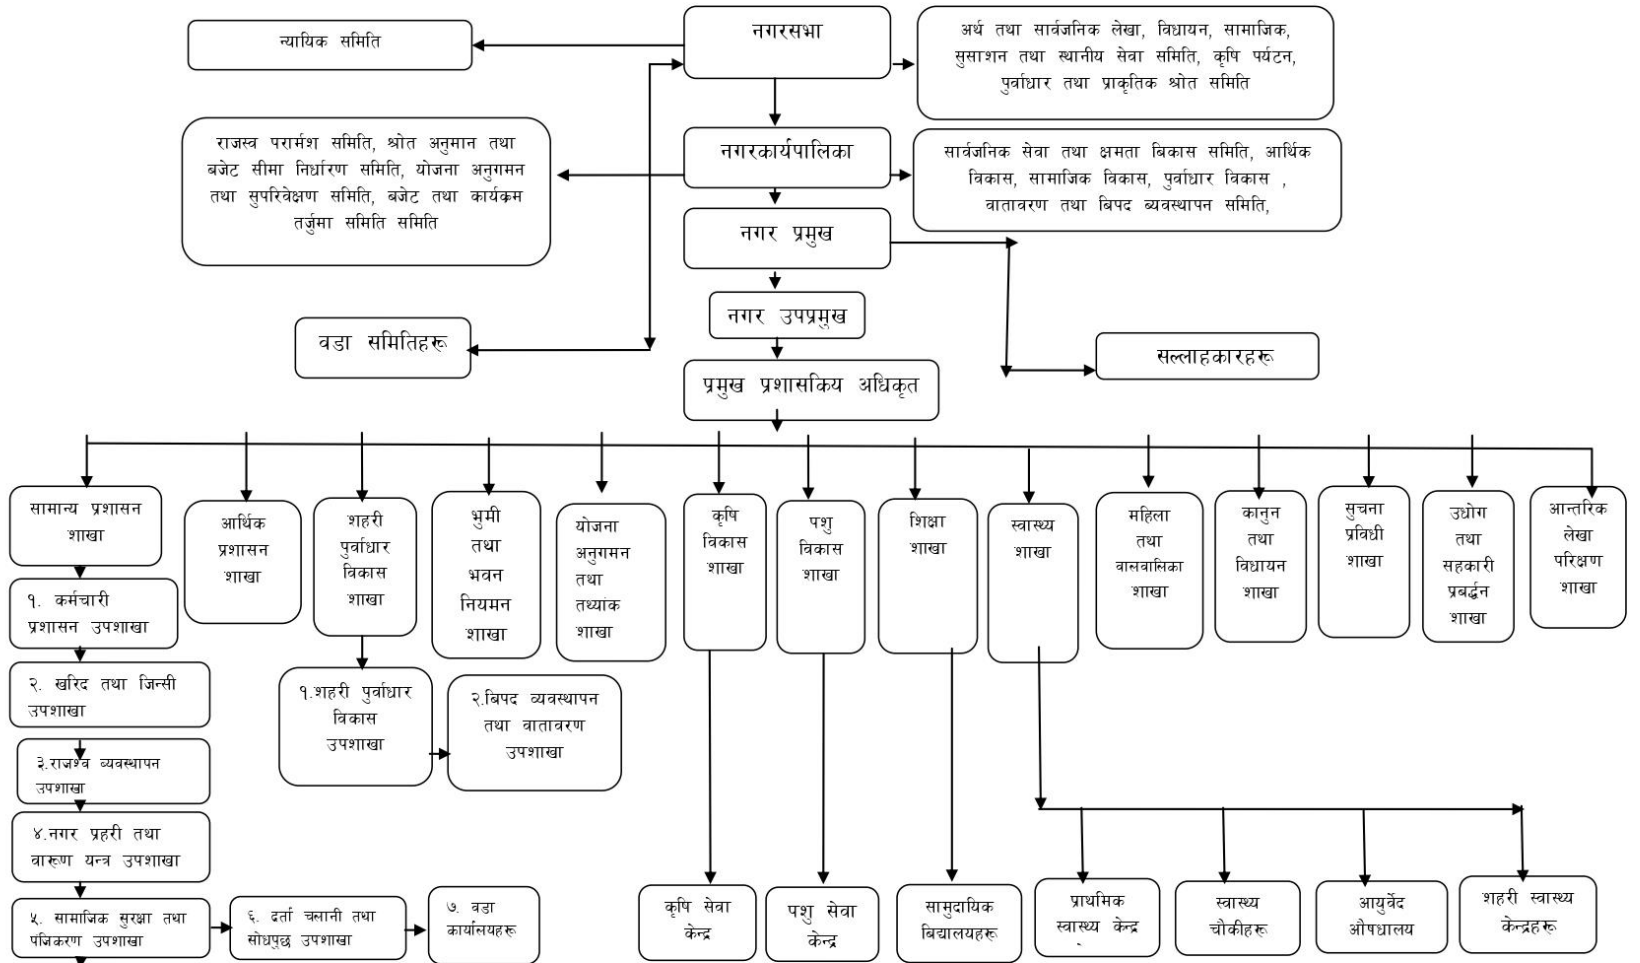 नगरसभा
न्यायिक समिति
अर्थ तथा सार्वजनिक लेखा, विधायन, सामाजिक,
सुसाशन तथा स्थानीय सेवा समिति, कृषि पर्यटन,
पुर्वाधार तथा प्राकृतिक श्रोत समिति
राजस्व परार्मश समिति, श्रोत अनुमान तथा
बजेट सीमा निर्धारण समिति, योजना अनुगमन
तथा सुपरिवेक्षण समिति, बजेट तथा कार्यक्रम
तर्जुमा समिति समिति
नगरकार्यपालिका
सार्वजनिक सेवा तथा क्षमता बिकास समिति, आर्थिक
विकास, सामाजिक विकास, पुर्वाधार विकास ,
वातावरण तथा बिपद ब्यवस्थापन समिति,
नगर प्रमुख
नगर उपप्रमुख
वडा समितिहरू
सल्लाहकारहरू
प्रमुख प्रशासकिय अधिकृत
सामान्य प्रशासन
शाखा
आर्थिक
प्रशासन
शाखा
शहरी
पुर्वाधार
विकास
शाखा
भुमी
तथा
भवन
नियमन
शाखा
योजना
अनुगमन
तथा
तथ्यांक
शाखा
कृषि
विकास
शाखा
पशु
विकास
शाखा
शिक्षा
शाखा
स्वास्थ्य
शाखा
महिला
तथा
वालवालिका
शाखा
कानुन
तथा
विधायन
शाखा
सुचना
प्रविधी
शाखा
उधोग
तथा
सहकारी
प्रबर्द्धन
शाखा
आन्तरिक
लेखा
परिक्षण
शाखा
१. कर्मचारी
प्रशासन उपशाखा
२. खरिद तथा जिन्सी
उपशाखा
३.राजश्व व्यवस्थापन
उपशाखा
४.नगर प्रहरी तथा
वारूण यन्त्र उपशाखा
५. सामाजिक सुरक्षा तथा
पंजिकरण उपशाखा
६. दर्ता चलानी तथा
सोधपुछ उपशाखा
७. वडा
कार्यालयहरू
१.शहरी पुर्वाधार
विकास
उपशाखा
२.बिपद व्यवस्थापन
तथा वातावरण
उपशाखा
कृषि सेवा
केन्द्र
पशु सेवा
केन्द्र
सामुदायिक
बिद्यालयहरू
प्राथमिक
स्वास्थ्य केन्द्र
स्वास्थ्य
चौकीहरू
आयुर्वेद
औषधालय
शहरी स्वास्थ्य
केन्द्रहरू